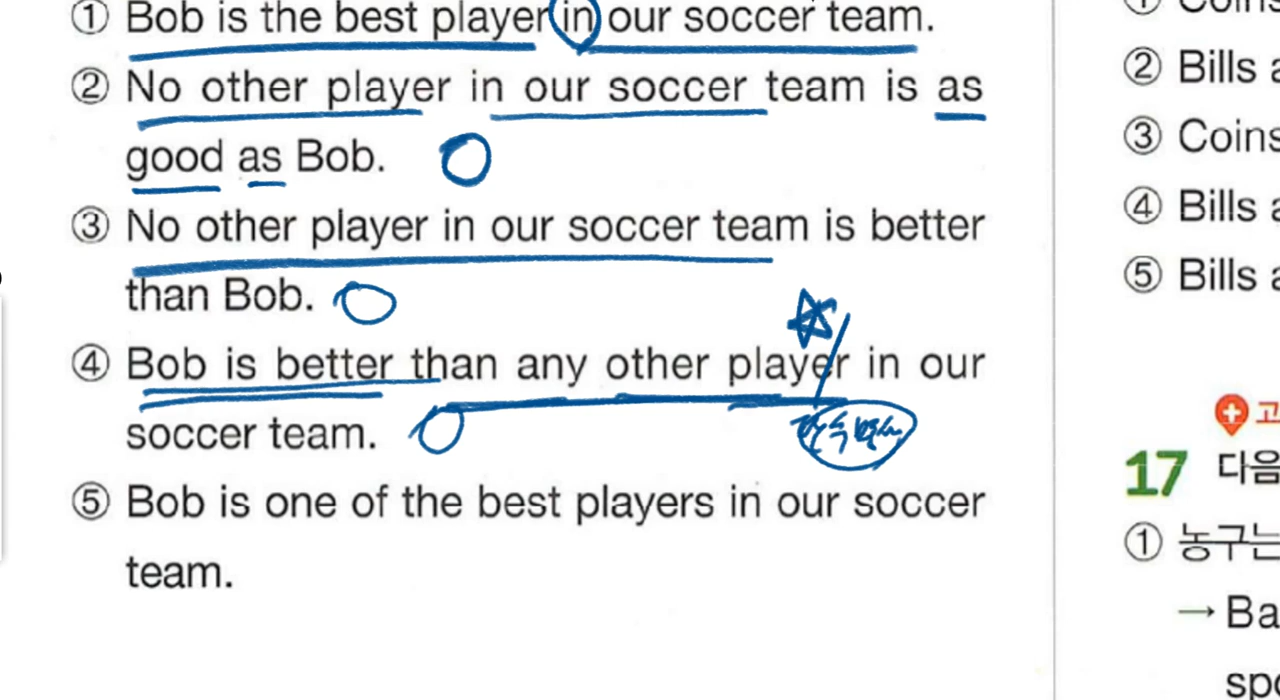 ① Bob is the best player in our soccer team.
② No other player in our soccer team is as
good as Bob.
③ No other player in our soccer team is better
than Bob.
④ Bob is better than any other player in our
soccer team.
⑤ Bob is one of the best players in our soccer
team.
② Bills
③ Coins
④ Bills
⑤ Bills
17 다음
① 농구는
→ Ba
spo